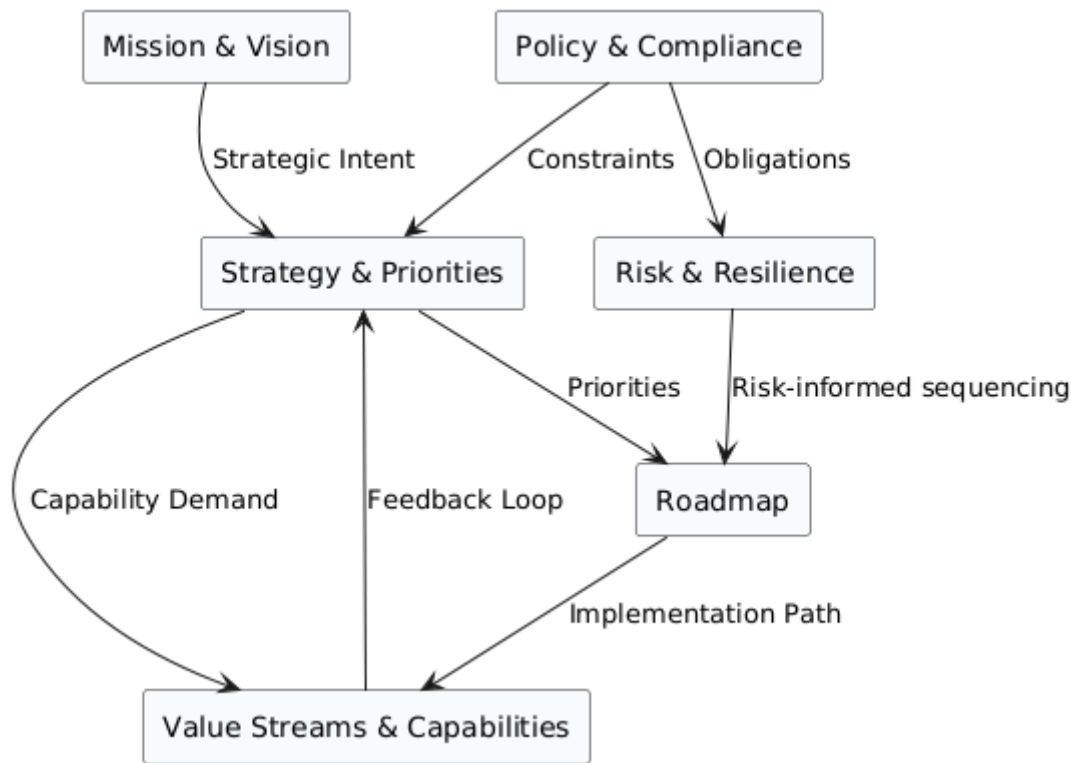 Mission & Vision
Policy & Compliance
Strategic Intent
Constraints
Obligations
Strategy & Priorities
Risk & Resilience
Priorities
Risk-informed sequencing
Capability Demand
Feedback Loop
Roadmap
Implementation Path
Value Streams & Capabilities